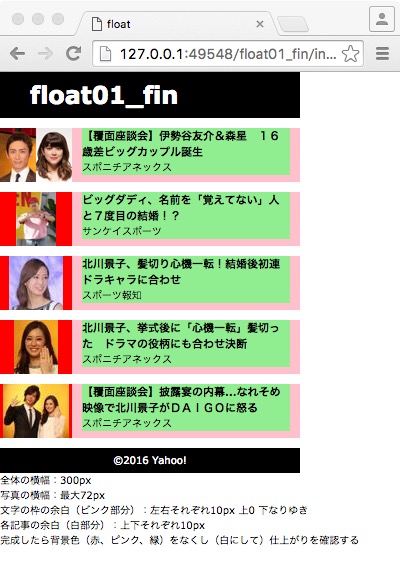 float
127.0.0.1:49548/float01_fin/in...
float01_fin
【覆面座談会】伊勢谷友介＆森星　１６
歳差ビッグカップル誕生
スポニチアネックス
ビッグダディ、名前を「覚えてない」人
と７度目の結婚！？
サンケイスポーツ
北川景子、髪切り心機一転！結婚後初連
ドラキャラに合わせ
スポーツ報知
北川景子、挙式後に「心機一転」髪切っ
た　ドラマの役柄にも合わせ決断
スポニチアネックス
【覆面座談会】披露宴の内幕…なれそめ
映像で北川景子がＤＡＩＧＯに怒る
スポニチアネックス
©2016 Yahoo!
全体の横幅：300px
写真の横幅：最大72px
文字の枠の余白（ピンク部分）：左右それぞれ10px 上0 下なりゆき
各記事の余白（白部分）：上下それぞれ10px
完成したら背景色（赤、ピンク、緑）をなくし（白にして）仕上がりを確認する